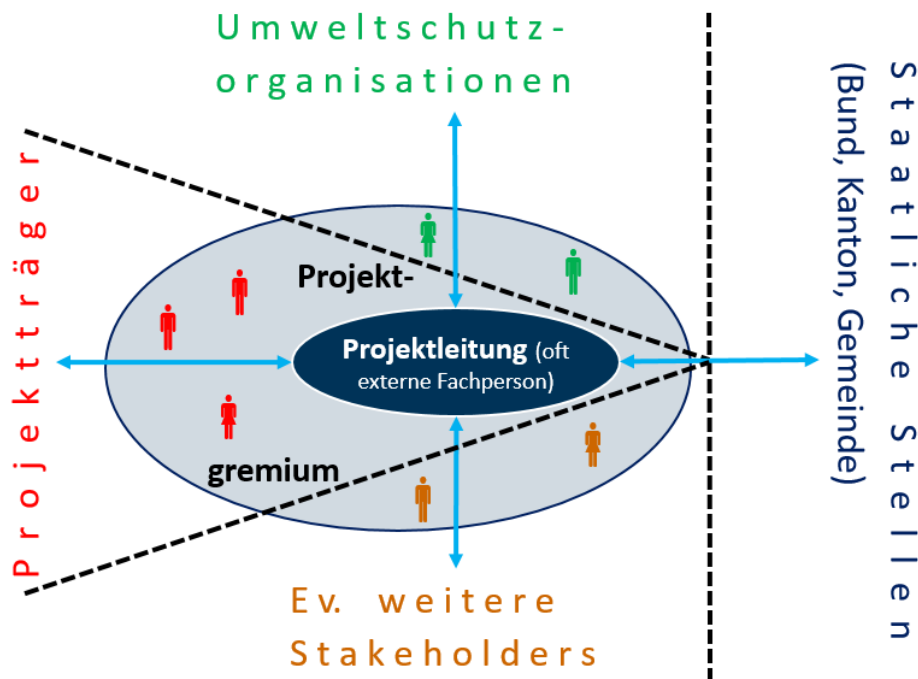 Umweltschutz-
organisationen
Projektträger
Projekt-
Projektleitung (oft
externe Fachperson)
gremium
Ev. weitere
Stakeholders
Staatliche Stellen
(Bund, Kanton, Gemeinde)